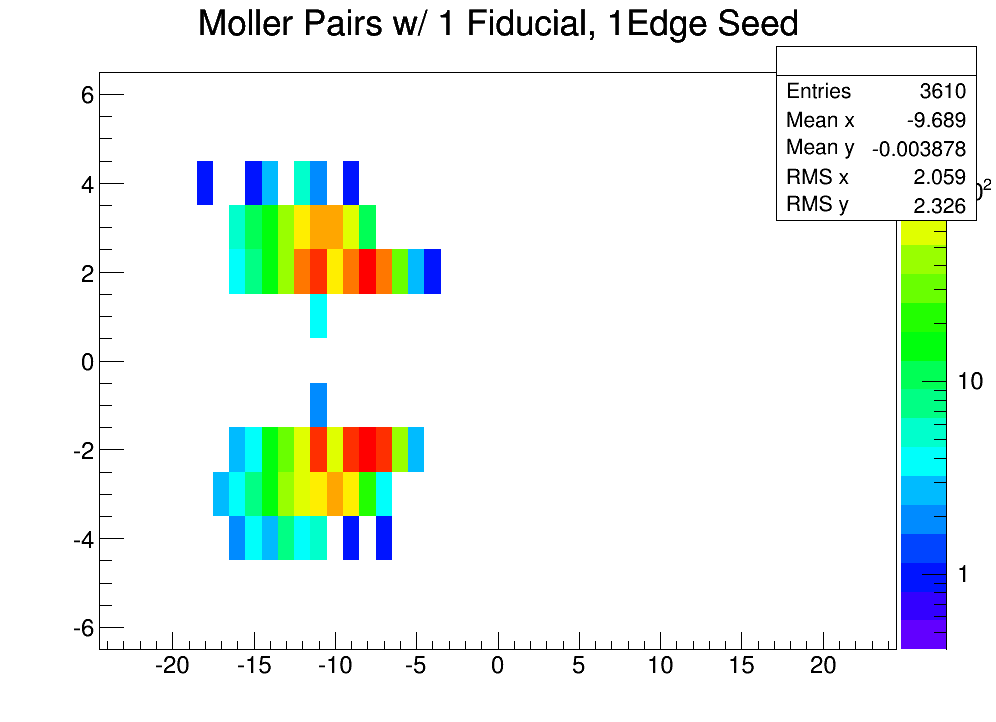 Moller Pairs w/ 1 Fiducial, 1Edge Seed
Entries 3610
Mean x -9.689
Mean y -0.003878
RMS x 2.059
RMS y 2.326
6
4
2
0
-2
-4
-6
-20 -15 -10 -5 0 5 10 15 20
2
10
1